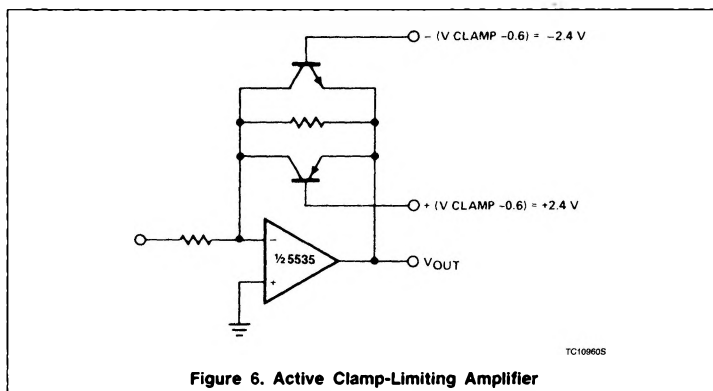 − (V CLAMP -0.6) = −2.4 V
+ (V CLAMP -0.6) = +2.4 V
−
½ 5535
+
VOUT
TC10960S
Figure 6. Active Clamp-Limiting Amplifier